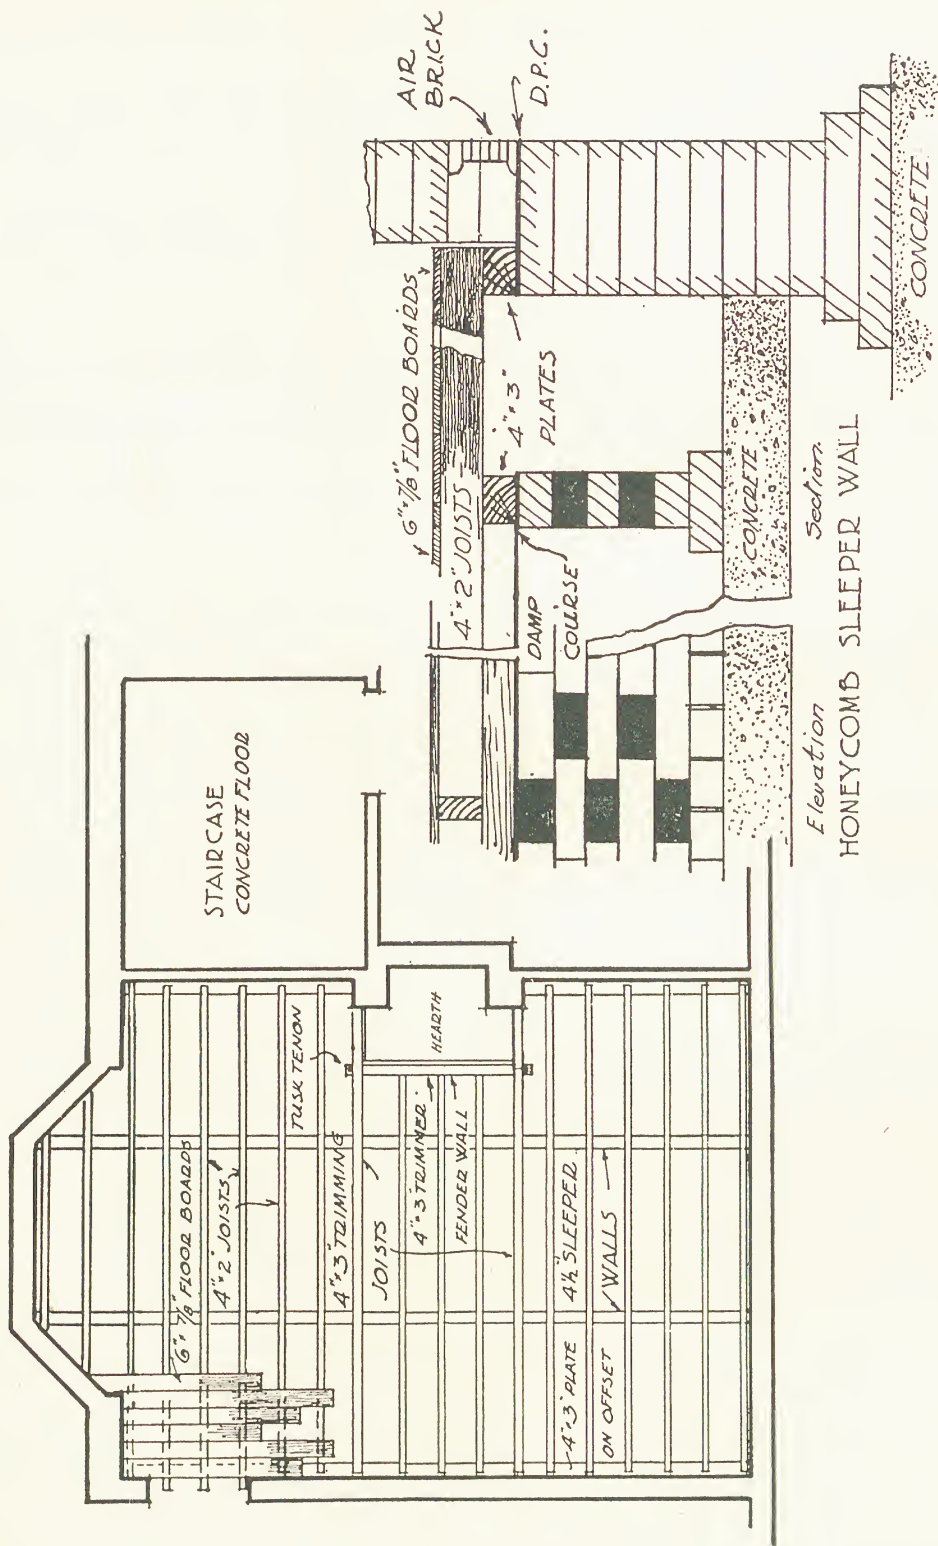 STAIRCASE
CONCRETE FLOOR
6" × 7/8" FLOOR BOARDS
4" × 2" JOISTS
TUSK TENON
4" × 3" TRIMMING
JOISTS
HEARTH
4" × 3" TRIMMER
FENDER WALL
4" × 3" PLATE
ON OFFSET
4½" SLEEPER
WALLS
AIR
BRICK
D.P.C.
6" × 7/8" FLOOR BOARDS
4" × 2" JOISTS
4" × 3"
PLATES
DAMP
COURSE
CONCRETE
CONCRETE
Elevation
Section
HONEYCOMB SLEEPER WALL